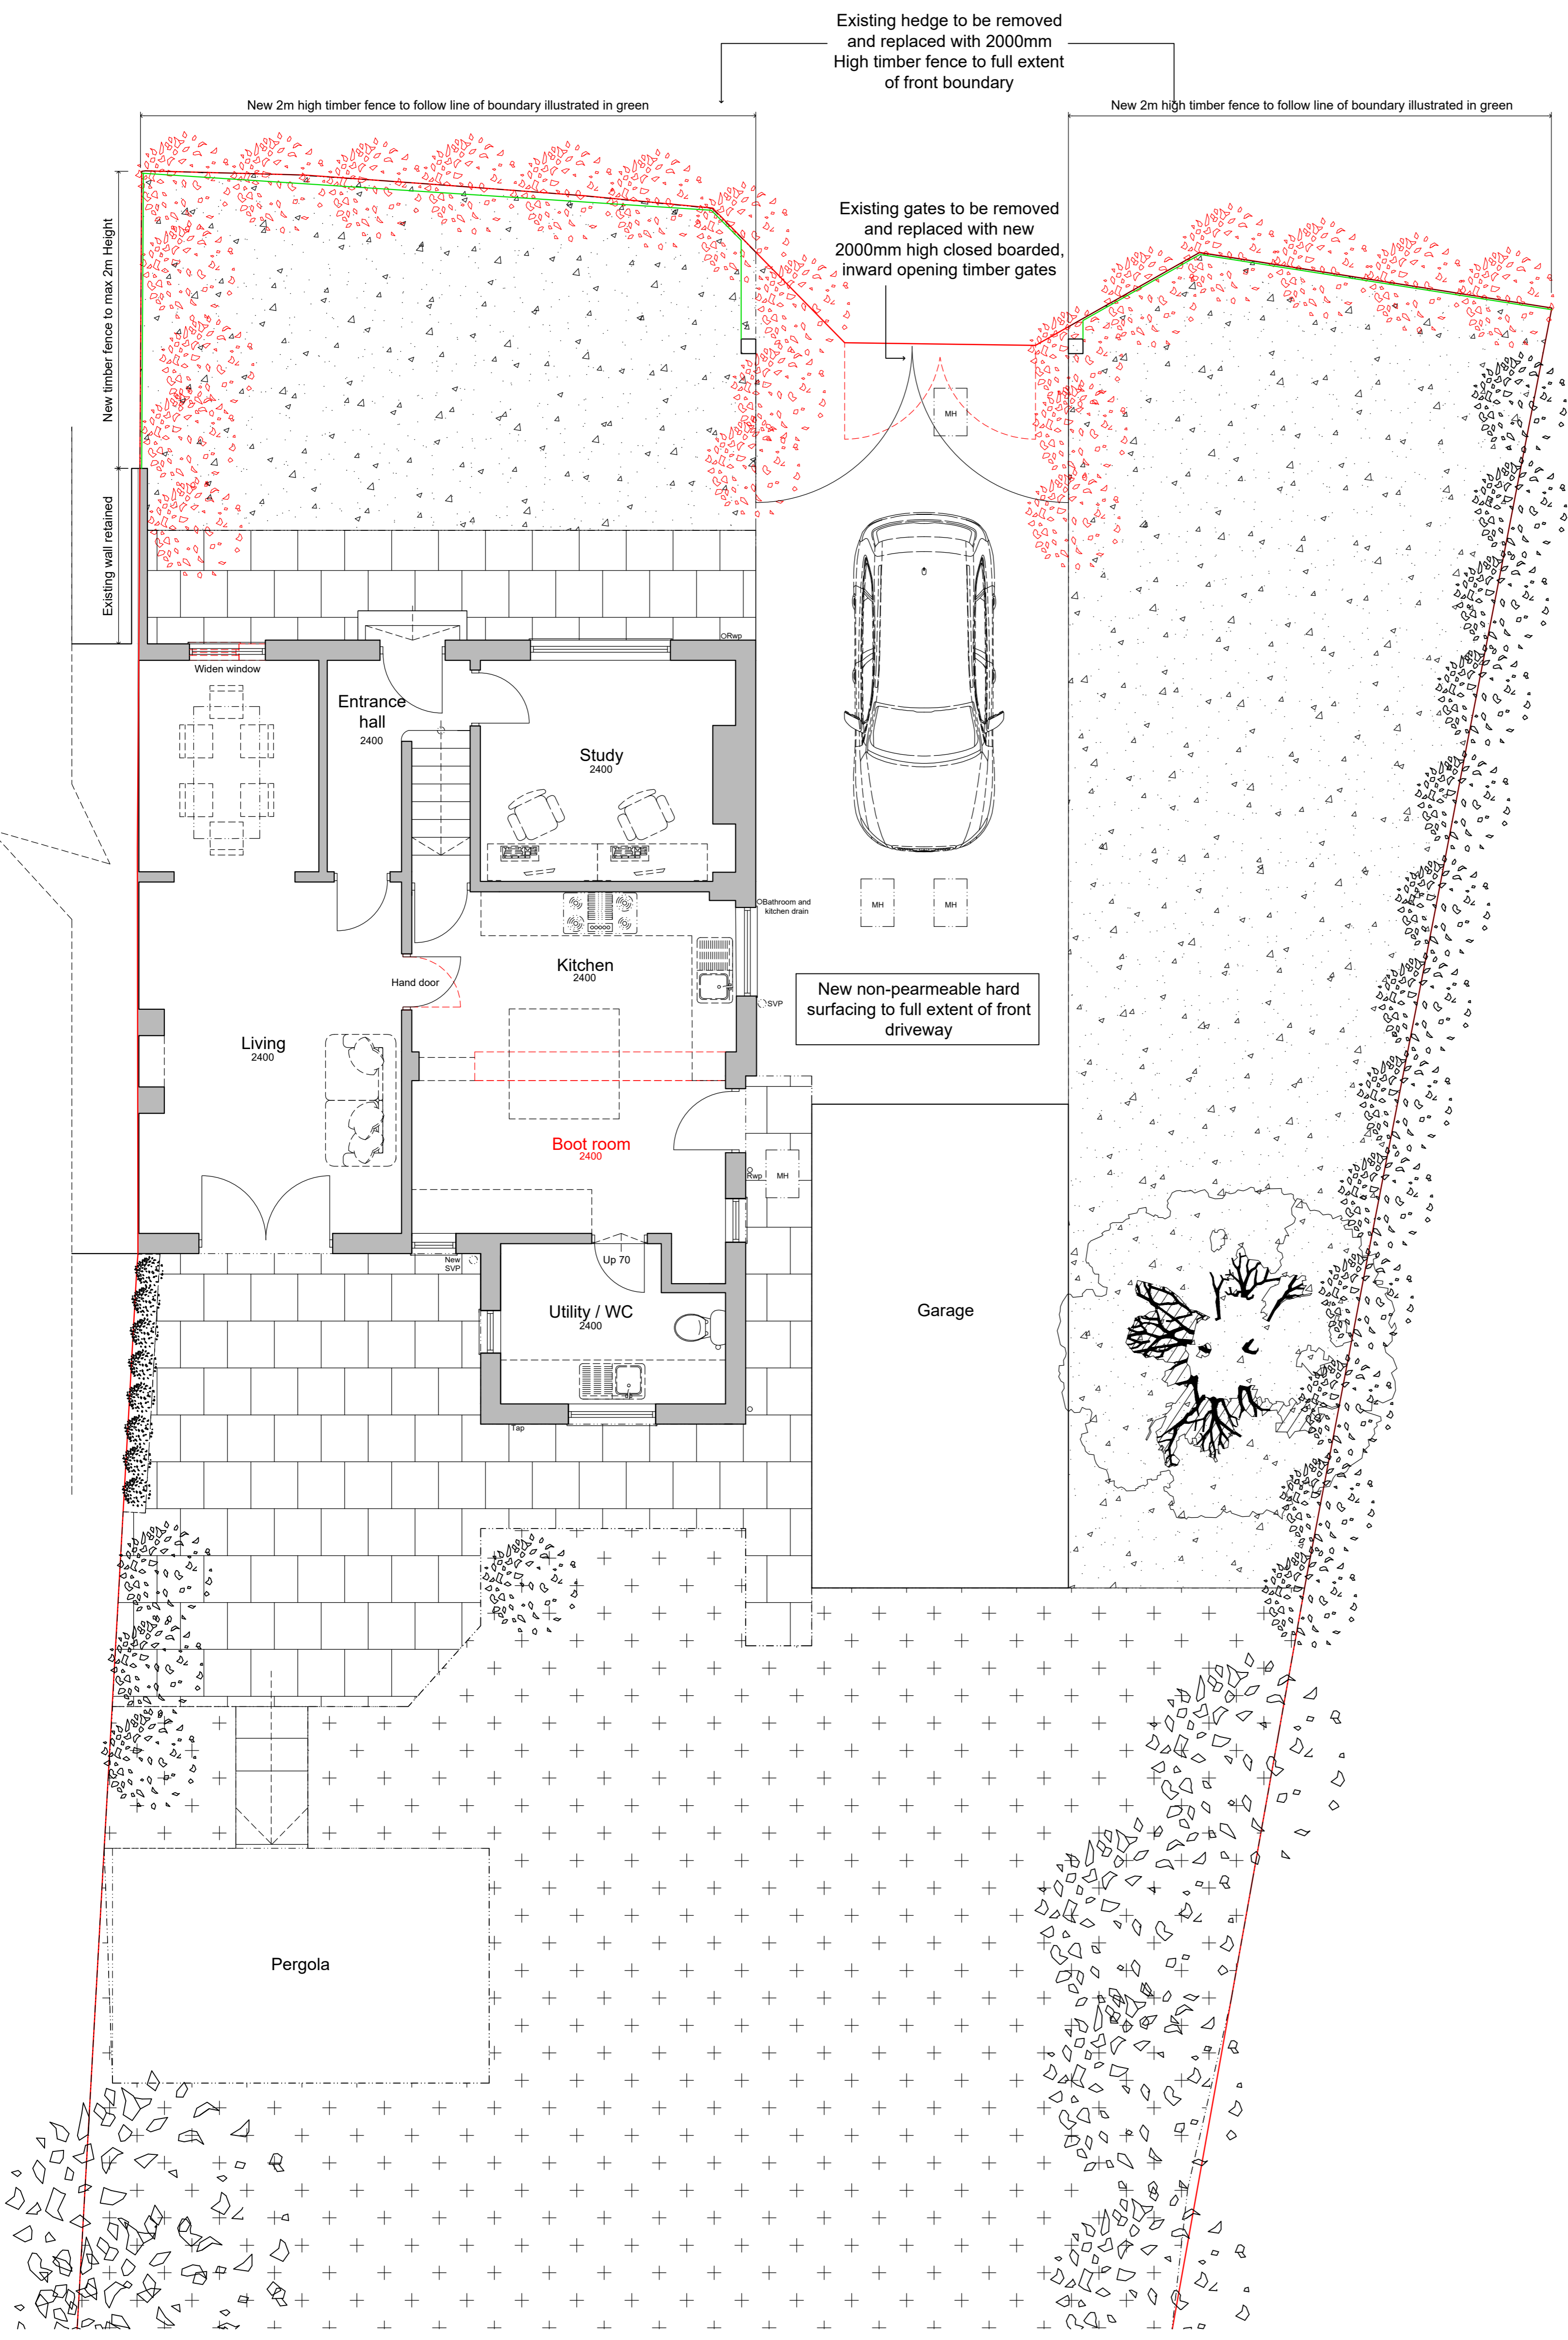 Existing hedge to be removed
and replaced with 2000mm
High timber fence to full extent
of front boundary
New 2m high timber fence to follow line of boundary illustrated in green
New 2m high timber fence to follow line of boundary illustrated in green
New timber fence to max 2m Height
Existing gates to be removed
and replaced with new
2000mm high closed boarded,
inward opening timber gates
MH
Existing wall retained
Rwp
Widen window
Entrance
hall
2400
Study
2400
Bathroom and
kitchen drain
MH
MH
Kitchen
2400
Hand door
SVP
New non-pearmeable hard
surfacing to full extent of front
driveway
Living
2400
Boot room
2400
Rwp
MH
New
SVP
Up 70
Utility / WC
2400
Garage
Tap
Pergola